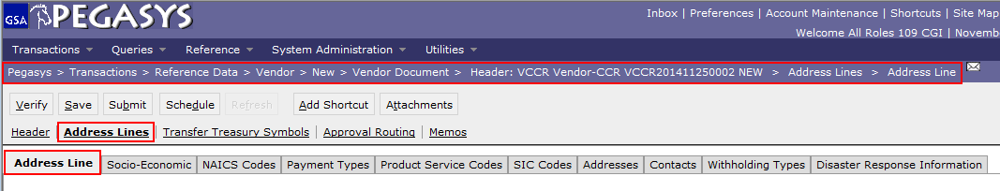 GSA PEGASYS
Inbox | Preferences | Account Maintenance | Shortcuts | Site Map
Welcome All Roles 109 CGI | Novemb
Transactions Queries Reference System Administration Utilities
Pegasys > Transactions > Reference Data > Vendor > New > Vendor Document > Header: VCCR Vendor-CCR VCCR201411250002 NEW > Address Lines > Address Line
Verify Save Submit Schedule Refresh Add Shortcut Attachments
Header | Address Lines | Transfer Treasury Symbols | Approval Routing | Memos
Address Line Socio-Economic NAICS Codes Payment Types Product Service Codes SIC Codes Addresses Contacts Withholding Types Disaster Response Information